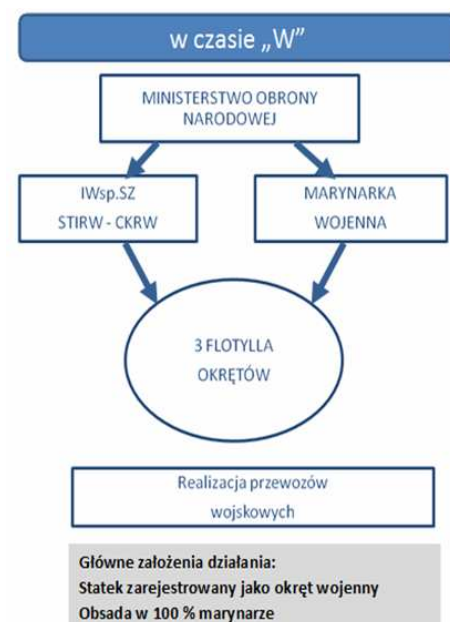 w czasie „W”
MINISTERSTWO OBRONY
NARODOWEJ
IWsp.SZ
STIRW - CKRW
MARYNARKA
WOJENNA
3 FLOTYLLA
OKRĘTÓW
Realizacja przewozów
wojskowych
Główne założenia działania:
Statek zarejestrowany jako okręt wojenny
Obsada w 100 % marynarze